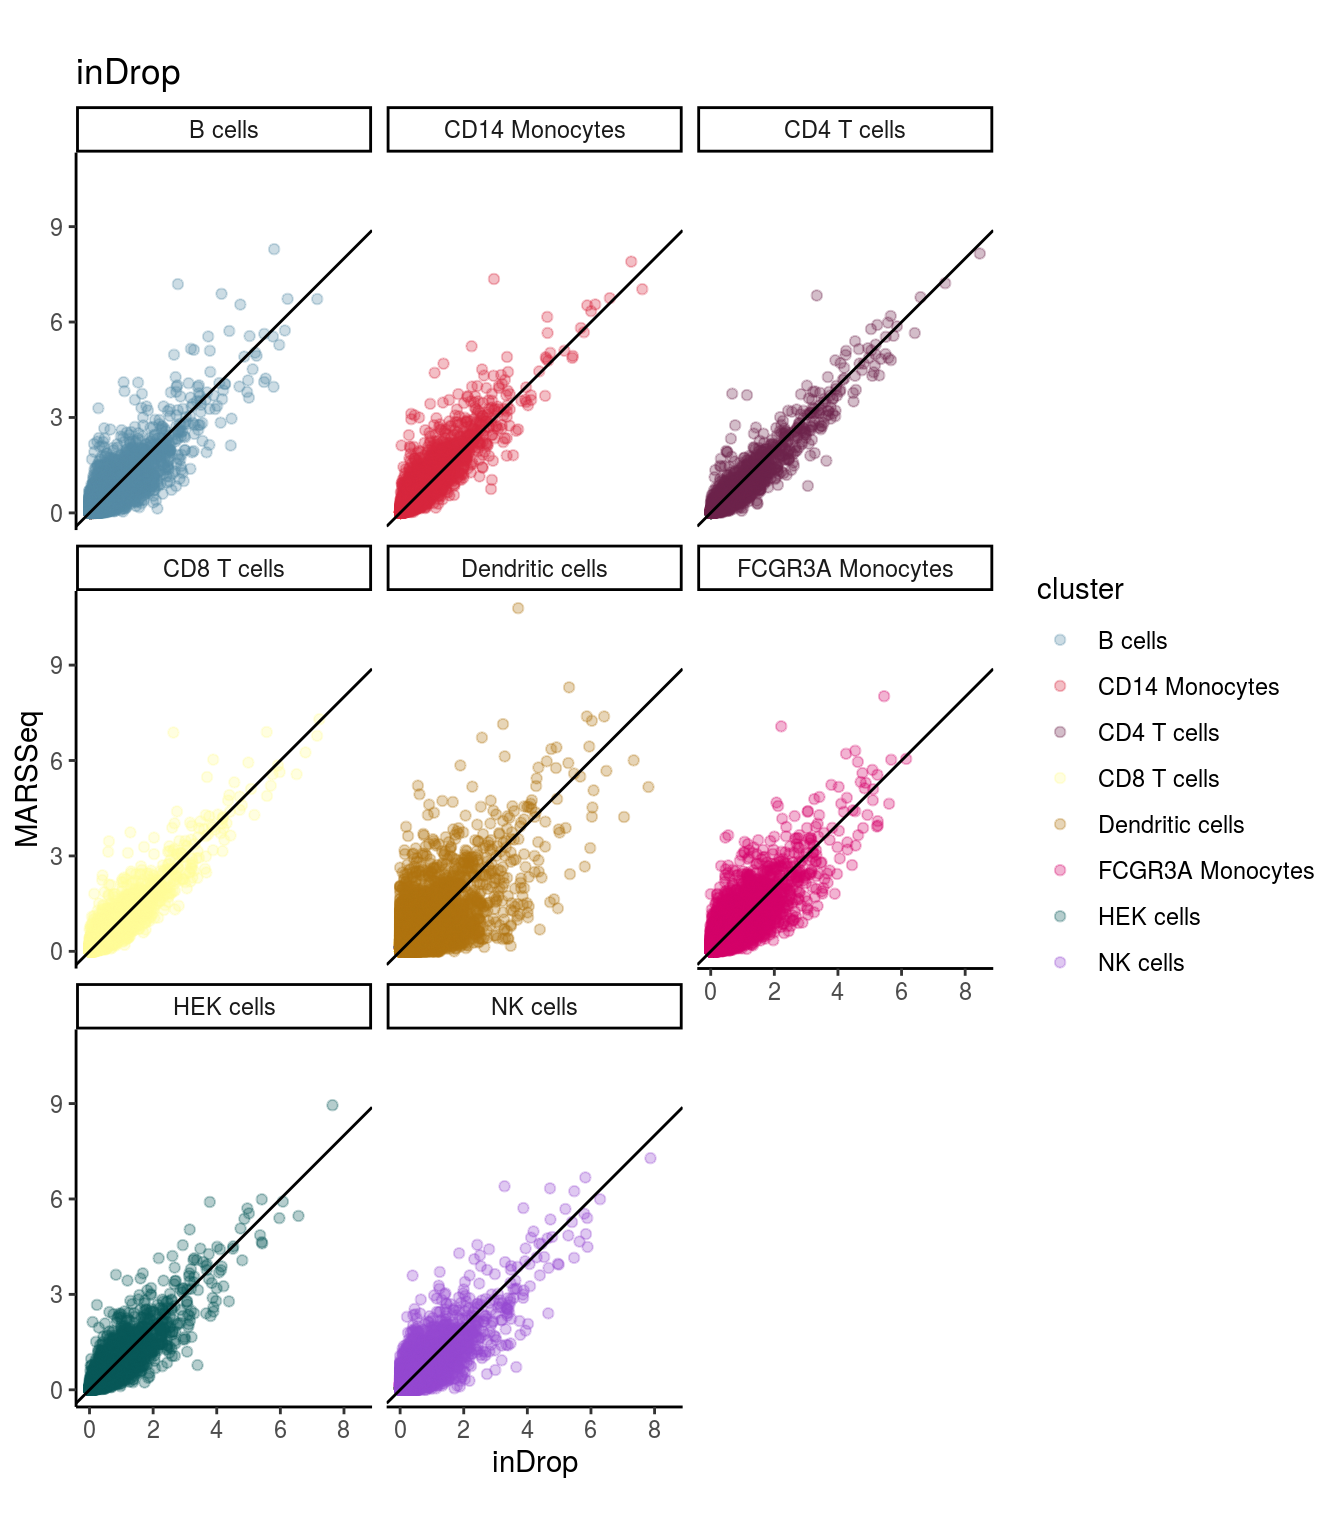 inDrop
B cells CD14 Monocytes CD4 T cells
9
6
3
0
CD8 T cells Dendritic cells FCGR3A Monocytes
9
6
3
0
0 2 4 6 8
MARSSeq
HEK cells NK cells
9
6
3
0
0 2 4 6 8 0 2 4 6 8
inDrop
cluster
B cells
CD14 Monocytes
CD4 T cells
CD8 T cells
Dendritic cells
FCGR3A Monocytes
HEK cells
NK cells